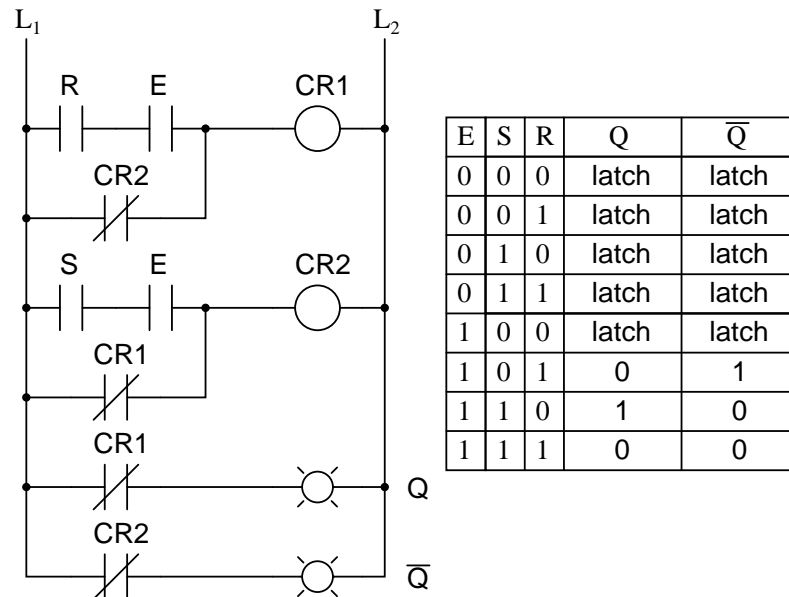 L₁ L₂
R E CR1
CR2
S E CR2
CR1
CR1 Q
CR2 Q̅
E S R Q Q̅
0 0 0 latch latch
0 0 1 latch latch
0 1 0 latch latch
0 1 1 latch latch
1 0 0 latch latch
1 0 1 0 1
1 1 0 1 0
1 1 1 0 0